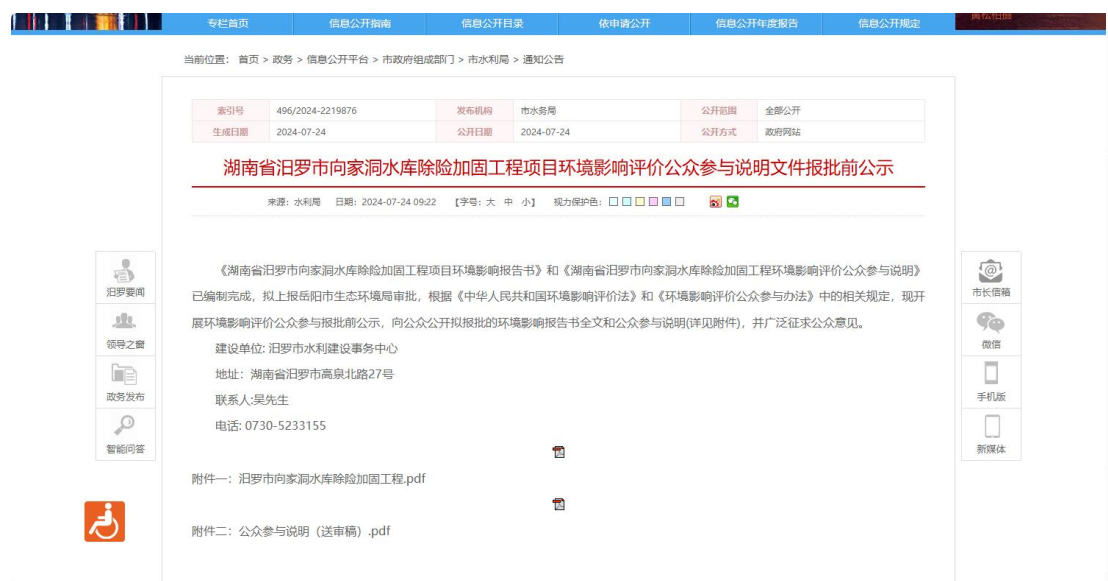 专栏首页 信息公开指南 信息公开目录 依申请公开 信息公开年度报告 信息公开规定
当前位置： 首页 > 政务 > 信息公开平台 > 市政府组成部门 > 市水利局 > 通知公告
索引号 496/2024-2219876 发布机构 市水务局 公开范围 全部公开
生成日期 2024-07-24 公开日期 2024-07-24 公开方式 政府网站
湖南省汨罗市向家洞水库除险加固工程项目环境影响评价公众参与说明文件报批前公示
来源：水利局 日期：2024-07-24 09:22 【字号：大 中 小】 视力保护色：
《湖南省汨罗市向家洞水库除险加固工程项目环境影响报告书》和《湖南省汨罗市向家洞水库除险加固工程环境影响评价公众参与说明》
已编制完成，拟上报岳阳市生态环境局审批，根据《中华人民共和国环境影响评价法》和《环境影响评价公众参与办法》中的相关规定，现开
展环境影响评价公众参与报批前公示，向公众公开拟报批的环境影响报告书全文和公众参与说明(详见附件)，并广泛征求公众意见。
建设单位: 汨罗市水利建设事务中心
地址：湖南省汨罗市高泉北路27号
联系人:吴先生
电话: 0730-5233155
附件一：汨罗市向家洞水库除险加固工程.pdf
附件二：公众参与说明（送审稿）.pdf
汨罗要闻
领导之窗
政务发布
智能问答
市长信箱
微信
手机版
新媒体